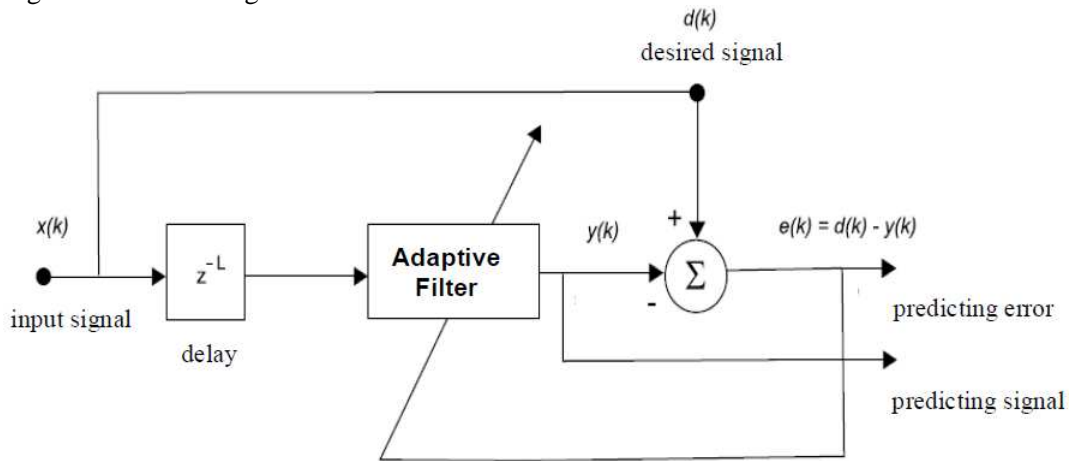 d(k)
desired signal
x(k)
input signal
z-L
delay
Adaptive
Filter
y(k)
+
-
Σ
e(k) = d(k) - y(k)
predicting error
predicting signal